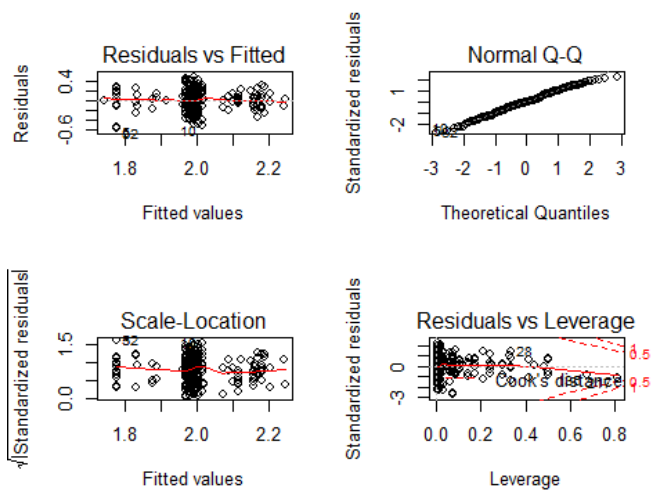 Residuals vs Fitted
Residuals
0.4
-0.6
52
10
1.8
2.0
2.2
Fitted values
Normal Q-Q
Standardized residuals
1
-2
-3
-2
-1
0
1
2
3
Theoretical Quantiles
Scale-Location
√|Standardized residuals|
1.5
0.0
52
1.8
2.0
2.2
Fitted values
Residuals vs Leverage
Standardized residuals
0
-3
28
Cook's distance
1
0.5
0.5
1
0.0
0.2
0.4
0.6
0.8
Leverage